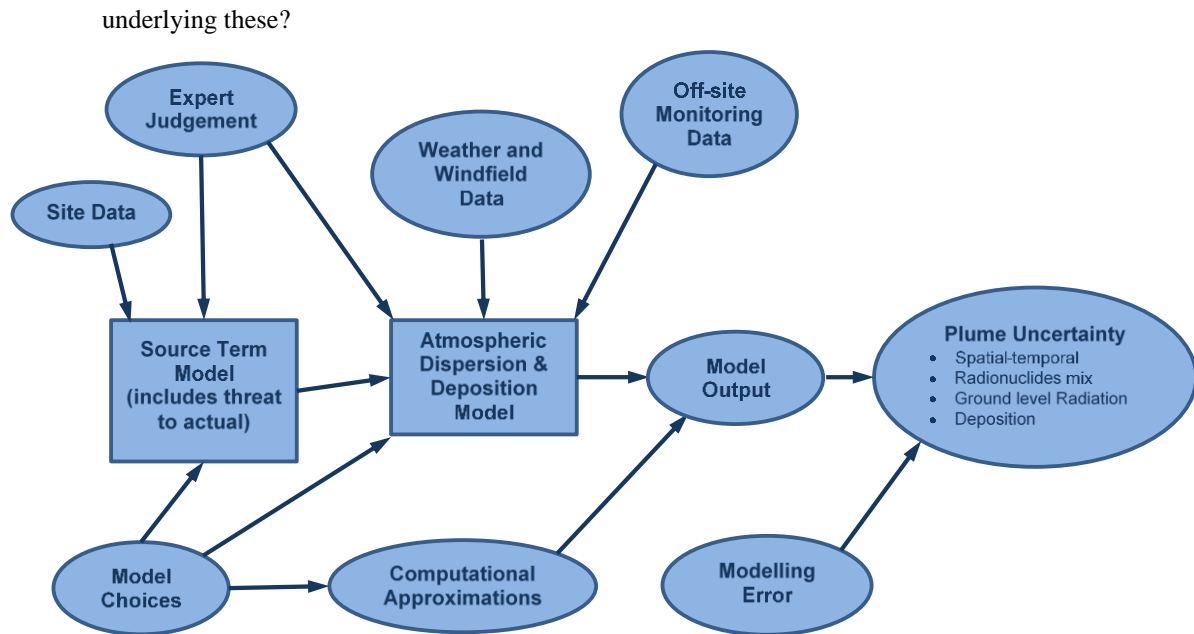 underlying these?
Expert
Judgement
Off-site
Monitoring
Data
Weather and
Windfield
Data
Site Data
Source Term
Model
(includes threat
to actual)
Atmospheric
Dispersion &
Deposition
Model
Model
Output
Plume Uncertainty
• Spatial-temporal
• Radionuclides mix
• Ground level Radiation
• Deposition
Model
Choices
Computational
Approximations
Modelling
Error